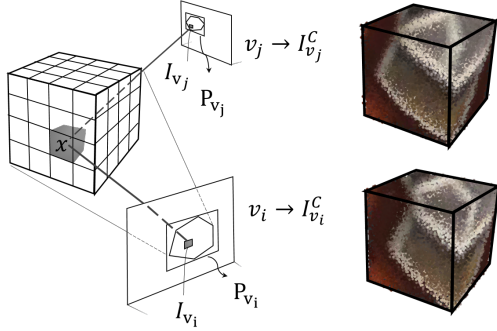 v_j → I^C_{v_j}
I_{v_j}
P_{v_j}
x
v_i → I^C_{v_i}
P_{v_i}
I_{v_i}